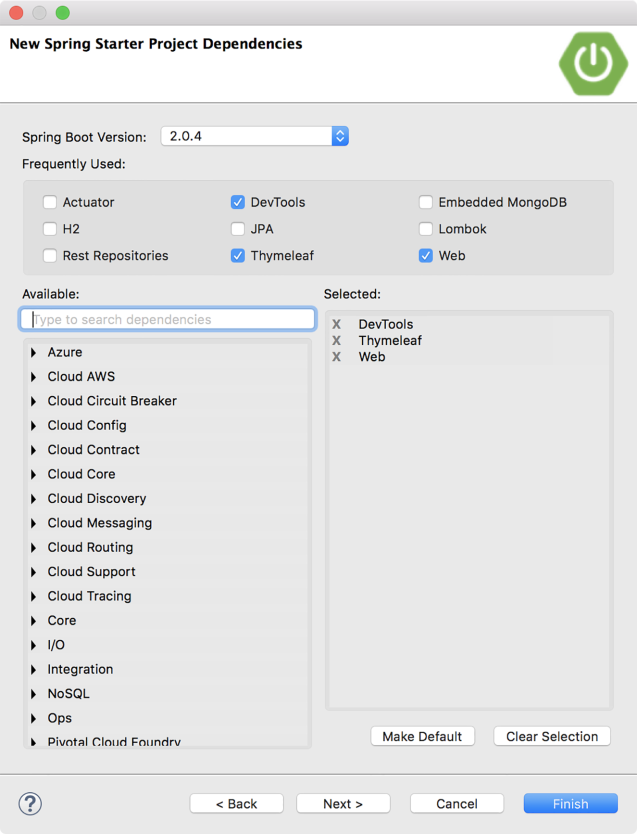 New Spring Starter Project Dependencies
Spring Boot Version: 2.0.4
Frequently Used:
Actuator DevTools Embedded MongoDB
H2 JPA Lombok
Rest Repositories Thymeleaf Web
Available:
Type to search dependencies
Azure
Cloud AWS
Cloud Circuit Breaker
Cloud Config
Cloud Contract
Cloud Core
Cloud Discovery
Cloud Messaging
Cloud Routing
Cloud Support
Cloud Tracing
Core
I/O
Integration
NoSQL
Ops
Pivotal Cloud Foundry
Selected:
X DevTools
X Thymeleaf
X Web
Make Default Clear Selection
? < Back Next > Cancel Finish